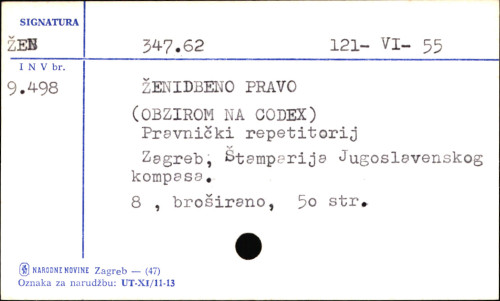 SIGNATURA
ŽEN 347.62 121- VI- 55
I N V br.
9.498 ŽENIDBENO PRAVO
(OBZIROM NA CODEX)
Pravnički repetitorij
Zagreb, Štamparija Jugoslavenskog
kompasa.
8 , broširano, 5o str.
NARODNE NOVINE Zagreb — (47)
Oznaka za narudžbu: UT-XI/11-13